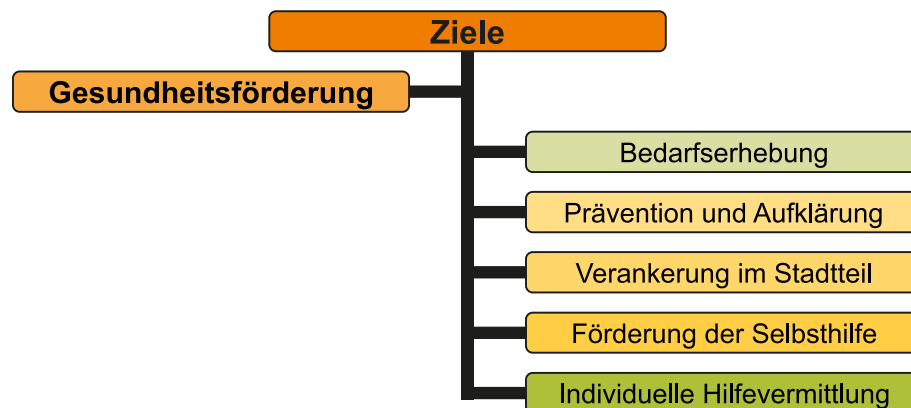 Ziele
Gesundheitsförderung
Bedarfserhebung
Prävention und Aufklärung
Verankerung im Stadtteil
Förderung der Selbsthilfe
Individuelle Hilfevermittlung